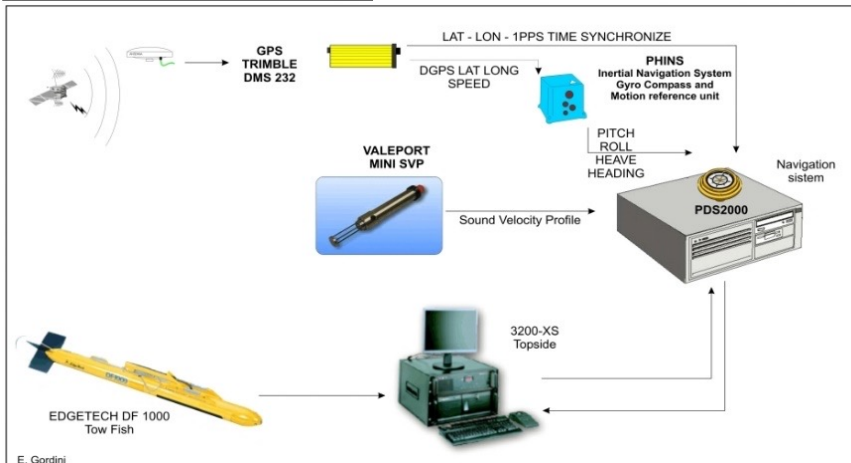 LAT - LON - 1PPS TIME SYNCHRONIZE
GPS
TRIMBLE
DMS 232
DGPS LAT LONG
SPEED
PHINS
Inertial Navigation System
Gyro Compass and
Motion reference unit
PITCH
ROLL
HEAVE
HEADING
VALEPORT
MINI SVP
Sound Velocity Profile
Navigation
sistem
PDS2000
3200-XS
Topside
DF1000
EDGETECH DF 1000
Tow Fish
E. Gordini